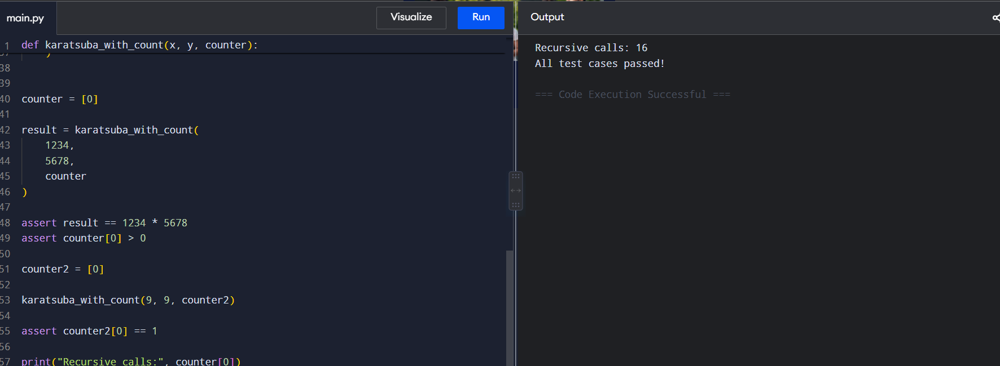 main.py
Visualize
Run
1 def karatsuba_with_count(x, y, counter):
37 )
38
39
40 counter = [0]
41
42 result = karatsuba_with_count(
43 1234,
44 5678,
45 counter
46 )
47
48 assert result == 1234 * 5678
49 assert counter[0] > 0
50
51 counter2 = [0]
52
53 karatsuba_with_count(9, 9, counter2)
54
55 assert counter2[0] == 1
56
57 print("Recursive calls:", counter[0])
Output
Recursive calls: 16
All test cases passed!
=== Code Execution Successful ===